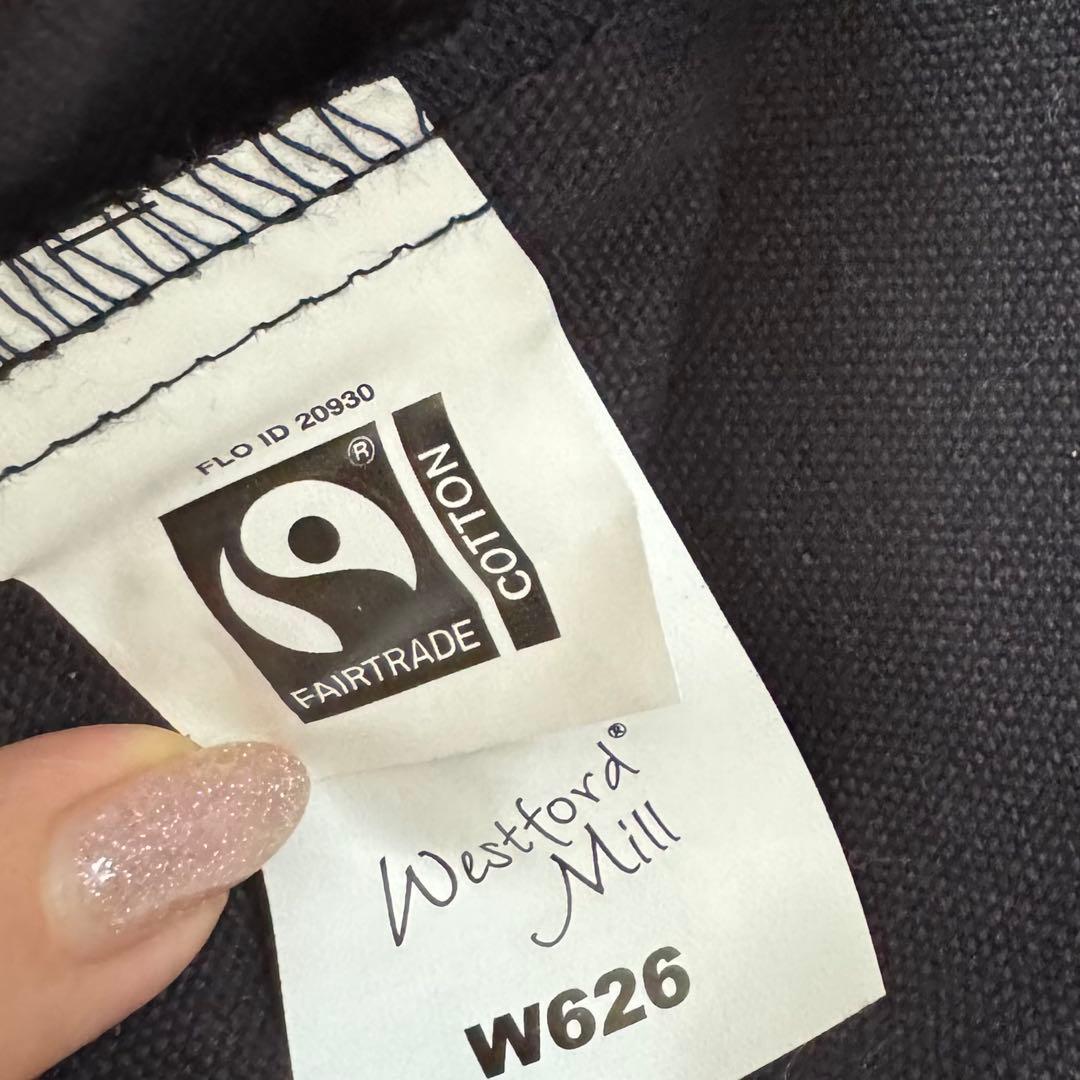 FLO ID 20930
®
COTTON
FAIRTRADE
Westford®
Mill
W626